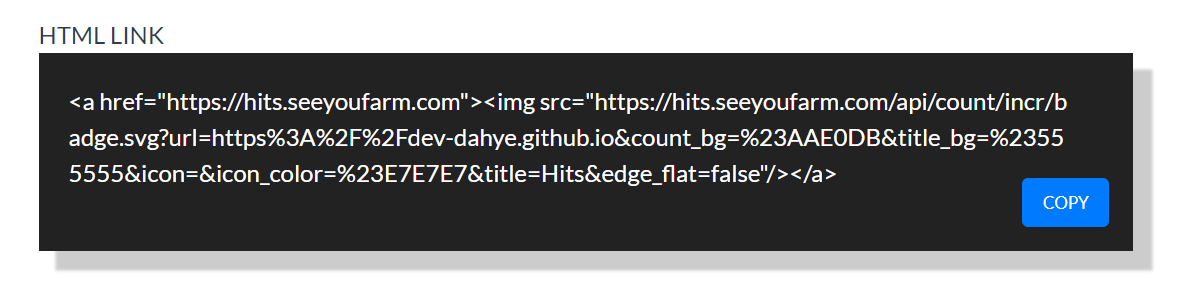 HTML LINK
<a href="https://hits.seeyoufarm.com"><img src="https://hits.seeyoufarm.com/api/count/incr/b
adge.svg?url=https%3A%2F%2Fdev-dahye.github.io&count_bg=%23AAE0DB&title_bg=%2355
5555&icon=&icon_color=%23E7E7E7&title=Hits&edge_flat=false"/></a>
COPY